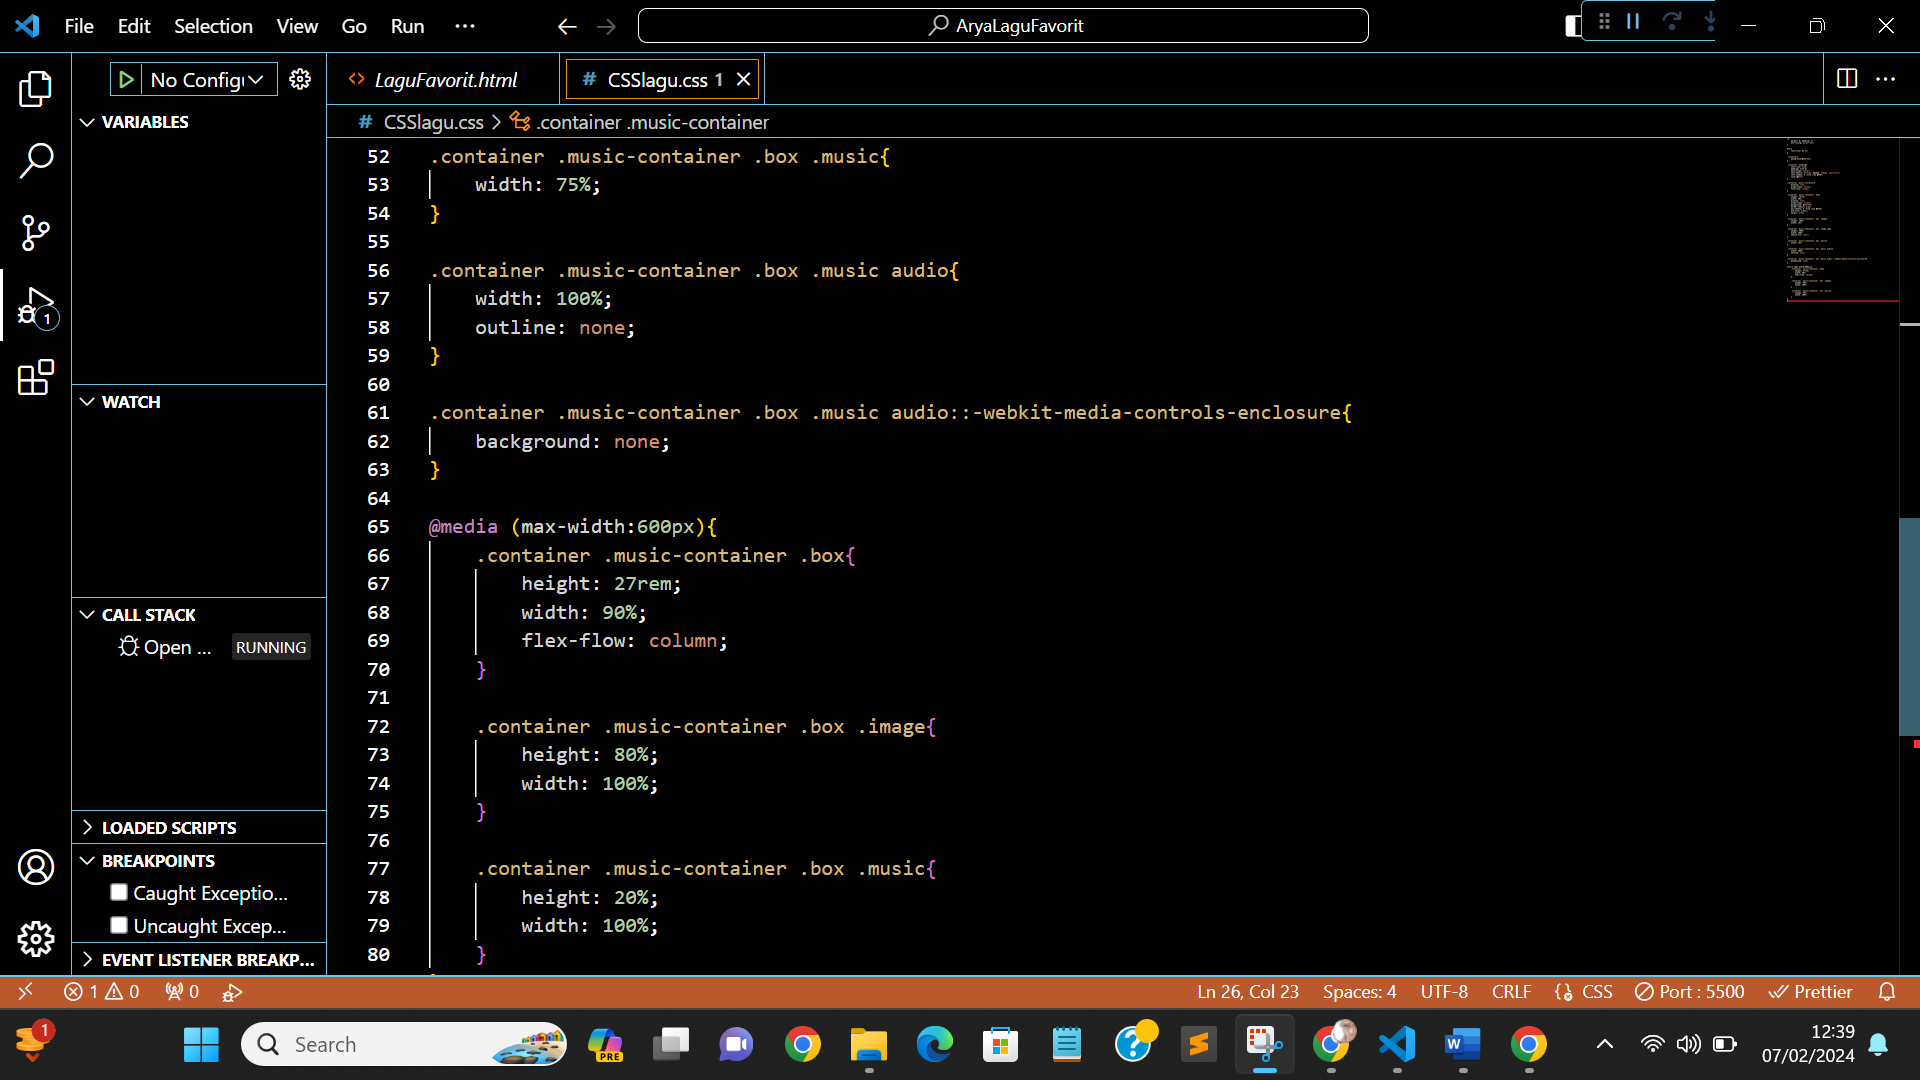 File Edit Selection View Go Run ···
AryaLaguFavorit
No Config
LaguFavorit.html
# CSSlagu.css 1
# CSSlagu.css > .container .music-container
VARIABLES
WATCH
CALL STACK
Open ... RUNNING
LOADED SCRIPTS
BREAKPOINTS
Caught Exceptio...
Uncaught Excep...
EVENT LISTENER BREAKP...
52 .container .music-container .box .music{
53 width: 75%;
54 }
55
56 .container .music-container .box .music audio{
57 width: 100%;
58 outline: none;
59 }
60
61 .container .music-container .box .music audio::-webkit-media-controls-enclosure{
62 background: none;
63 }
64
65 @media (max-width:600px){
66 .container .music-container .box{
67 height: 27rem;
68 width: 90%;
69 flex-flow: column;
70 }
71
72 .container .music-container .box .image{
73 height: 80%;
74 width: 100%;
75 }
76
77 .container .music-container .box .music{
78 height: 20%;
79 width: 100%;
80 }
1
1 0 0
Ln 26, Col 23 Spaces: 4 UTF-8 CRLF CSS Port : 5500 Prettier
1
Search
PRE
12:39
07/02/2024